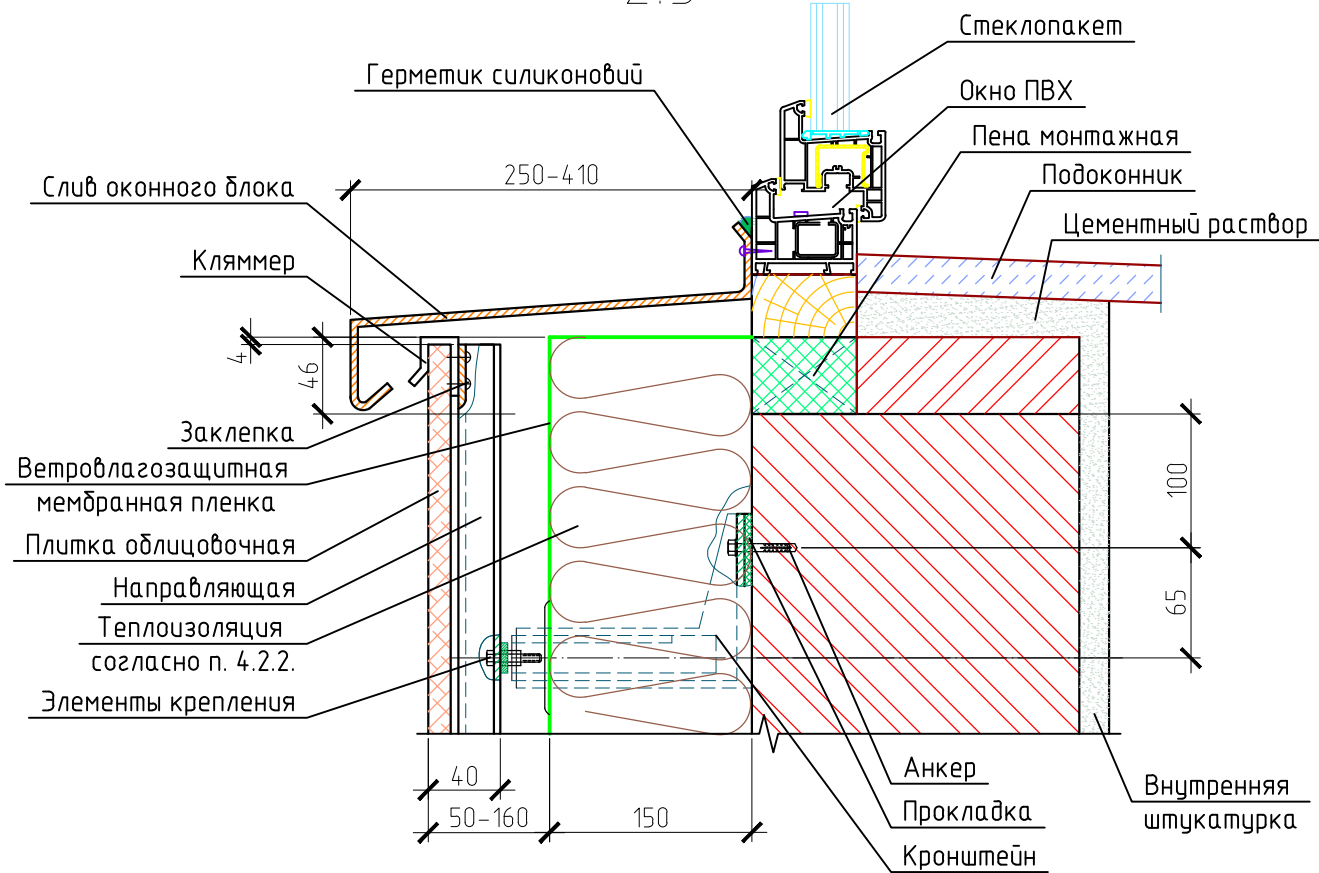 Стеклопакет
Герметик силиконовий
Окно ПВХ
Пена монтажная
250-410
Слив оконного блока
Подоконник
Цементный раствор
Кляммер
4
46
Заклепка
Ветровлагозащитная
мембранная пленка
100
Плитка облицовочная
Направляющая
65
Теплоизоляция
согласно п. 4.2.2.
Элементы крепления
40
50-160
150
Анкер
Прокладка
Кронштейн
Внутренняя
штукатурка